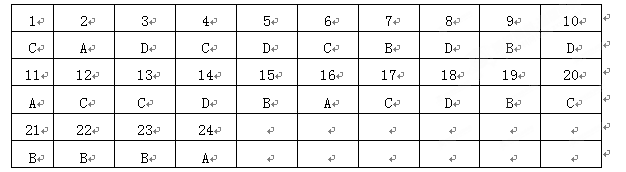 1 2 3 4 5 6 7 8 9 10
C A D C D C B D B D
11 12 13 14 15 16 17 18 19 20
A C C D B A C D B C
21 22 23 24
B B B A